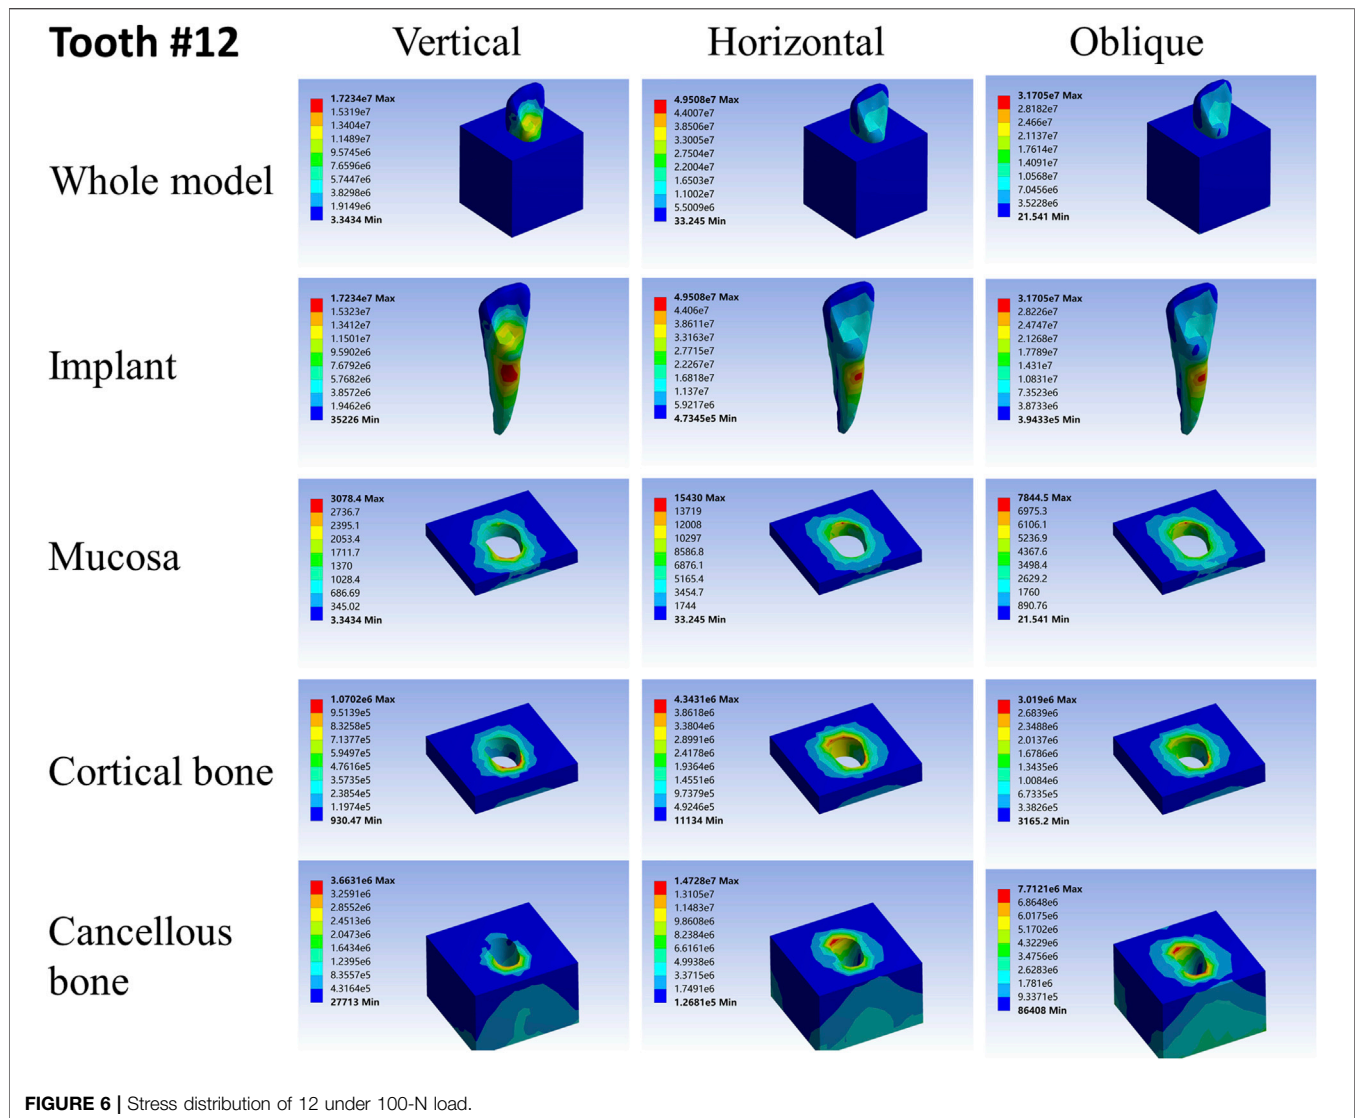 Tooth #12 Vertical Horizontal Oblique
Whole model
1.7234e7 Max
1.5319e7
1.3404e7
1.1489e7
9.5745e6
7.6596e6
5.7447e6
3.8298e6
1.9149e6
3.3434 Min
4.9508e7 Max
4.4007e7
3.8506e7
3.3005e7
2.7504e7
2.2004e7
1.6503e7
1.1002e7
5.5009e6
33.245 Min
3.1705e7 Max
2.8182e7
2.466e7
2.1137e7
1.7614e7
1.4091e7
1.0568e7
7.0456e6
3.5228e6
21.541 Min
Implant
1.7234e7 Max
1.5323e7
1.3412e7
1.1501e7
9.5902e6
7.6792e6
5.7682e6
3.8572e6
1.9462e6
35226 Min
4.9508e7 Max
4.406e7
3.8611e7
3.3163e7
2.7715e7
2.2267e7
1.6818e7
1.137e7
5.9217e6
4.7345e5 Min
3.1705e7 Max
2.8226e7
2.4747e7
2.1268e7
1.7789e7
1.431e7
1.0831e7
7.3523e6
3.8733e6
3.9433e5 Min
Mucosa
3078.4 Max
2736.7
2395.1
2053.4
1711.7
1370
1028.4
686.69
345.02
3.3434 Min
15430 Max
13719
12008
10297
8586.8
6876.1
5165.4
3454.7
1744
33.245 Min
7844.5 Max
6975.3
6106.1
5236.9
4367.6
3498.4
2629.2
1760
890.76
21.541 Min
Cortical bone
1.0702e6 Max
9.5139e5
8.3258e5
7.1377e5
5.9497e5
4.7616e5
3.5735e5
2.3854e5
1.1974e5
930.47 Min
4.3431e6 Max
3.8618e6
3.3804e6
2.8991e6
2.4178e6
1.9364e6
1.4551e6
9.7379e5
4.9246e5
11134 Min
3.019e6 Max
2.6839e6
2.3488e6
2.0137e6
1.6786e6
1.3435e6
1.0084e6
6.7335e5
3.3826e5
3165.2 Min
Cancellous
bone
3.6631e6 Max
3.2591e6
2.8552e6
2.4513e6
2.0473e6
1.6434e6
1.2395e6
8.3557e5
4.3164e5
27713 Min
1.4728e7 Max
1.3105e7
1.1483e7
9.8608e6
8.2384e6
6.6161e6
4.9938e6
3.3715e6
1.7491e6
1.2681e5 Min
7.7121e6 Max
6.8648e6
6.0175e6
5.1702e6
4.3229e6
3.4756e6
2.6283e6
1.781e6
9.3371e5
86408 Min
FIGURE 6 | Stress distribution of 12 under 100-N load.